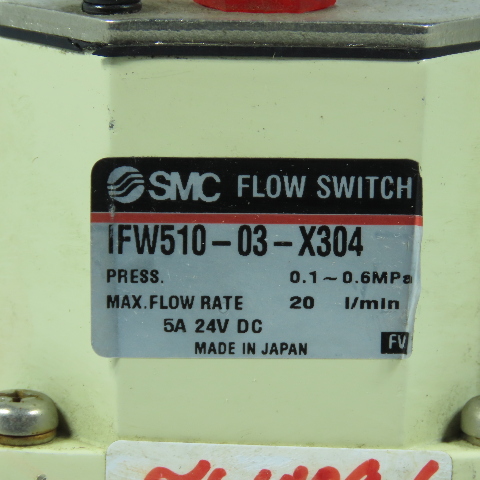 SMC FLOW SWITCH
IFW510-03-X304
PRESS. 0.1~0.6MPa
MAX.FLOW RATE 20 l/min
5A 24V DC
MADE IN JAPAN FV